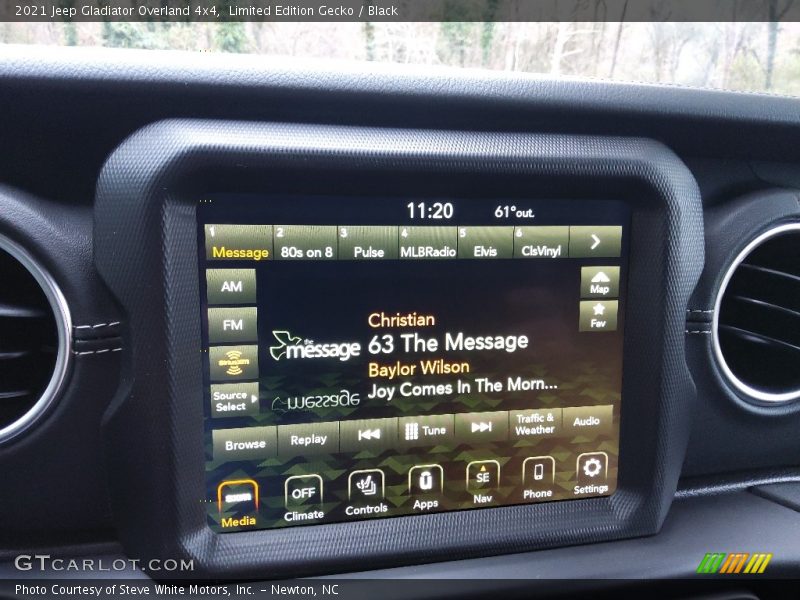 2021 Jeep Gladiator Overland 4x4, Limited Edition Gecko / Black
11:20 61°out.
1 Message 2 80s on 8 3 Pulse 4 MLBRadio 5 Elvis 6 ClsVinyl
AM
Map
FM
Fav
SiriusXM
Source Select
Christian
the message 63 The Message
Baylor Wilson
Joy Comes In The Morn...
Browse Replay Tune Traffic & Weather Audio
Media OFF Climate Controls Apps SE Nav Phone Settings
GTCARLOT.COM
Photo Courtesy of Steve White Motors, Inc. – Newton, NC